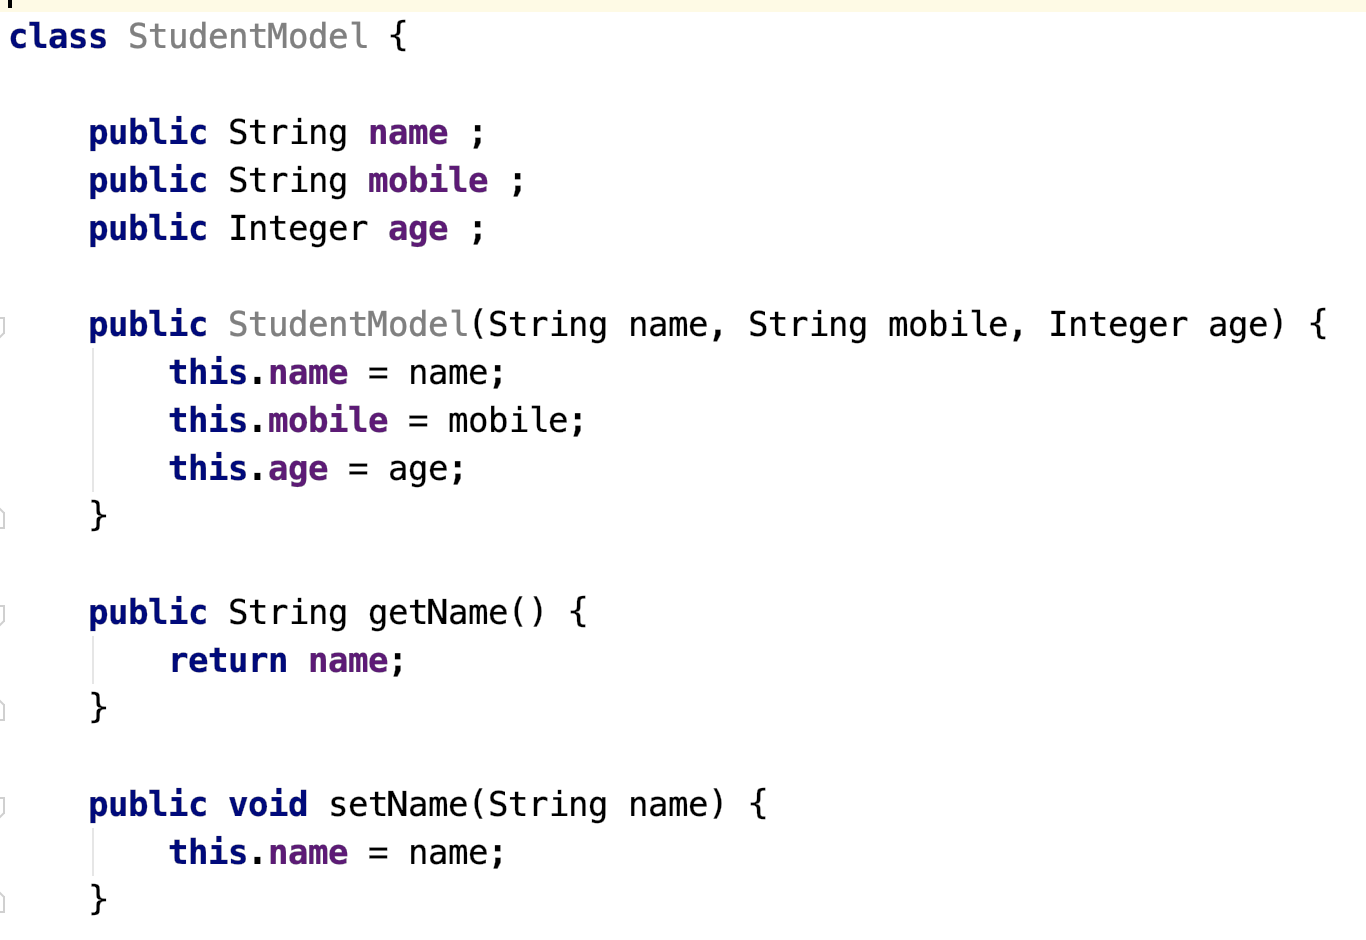 class StudentModel {
public String name ;
public String mobile ;
public Integer age ;
public StudentModel(String name, String mobile, Integer age) {
this.name = name;
this.mobile = mobile;
this.age = age;
}
public String getName() {
return name;
}
public void setName(String name) {
this.name = name;
}